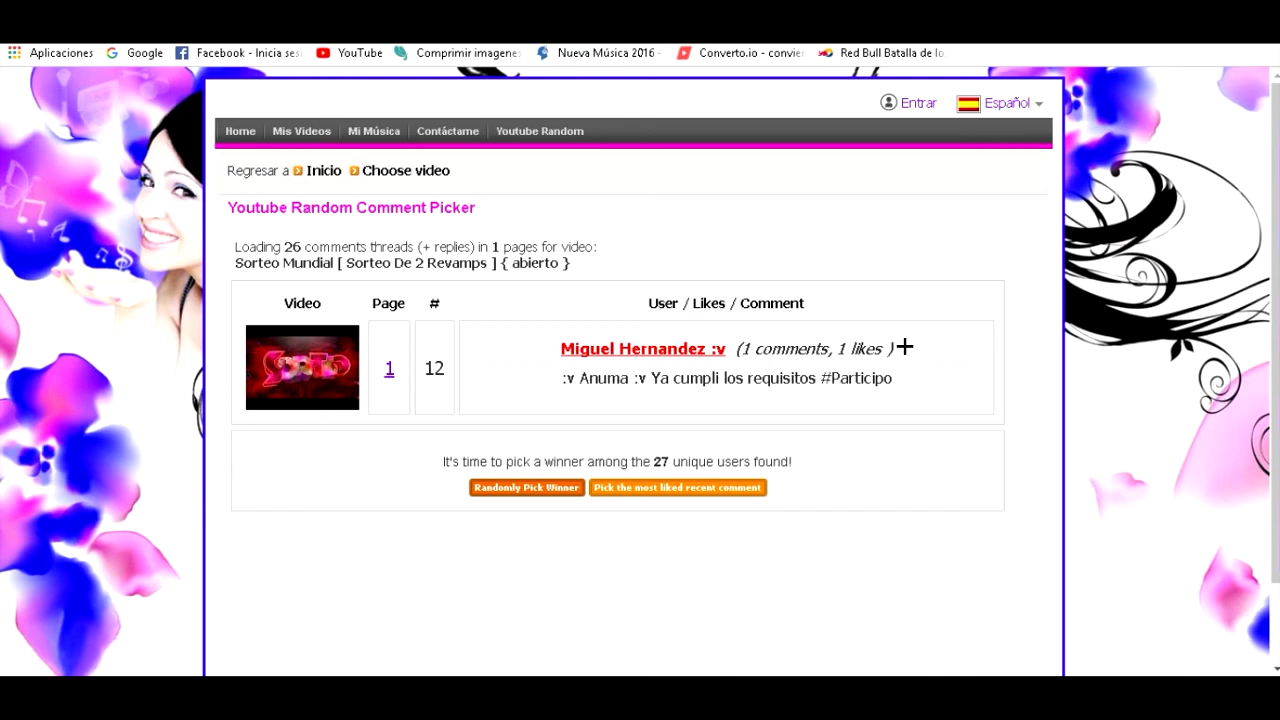 Aplicaciones Google Facebook - Inicia ses YouTube Comprimir imagenes Nueva Música 2016 - Converto.io - convier Red Bull Batalla de lo
Entrar Español
Home Mis Videos Mi Música Contáctame Youtube Random
Regresar a Inicio Choose video
Youtube Random Comment Picker
Loading 26 comments threads (+ replies) in 1 pages for video:
Sorteo Mundial [ Sorteo De 2 Revamps ] { abierto }
Video Page # User / Likes / Comment
SORTEO 1 12 Miguel Hernandez :v (1 comments, 1 likes )
:v Anuma :v Ya cumpli los requisitos #Participo
It's time to pick a winner among the 27 unique users found!
Randomly Pick Winner Pick the most liked recent comment